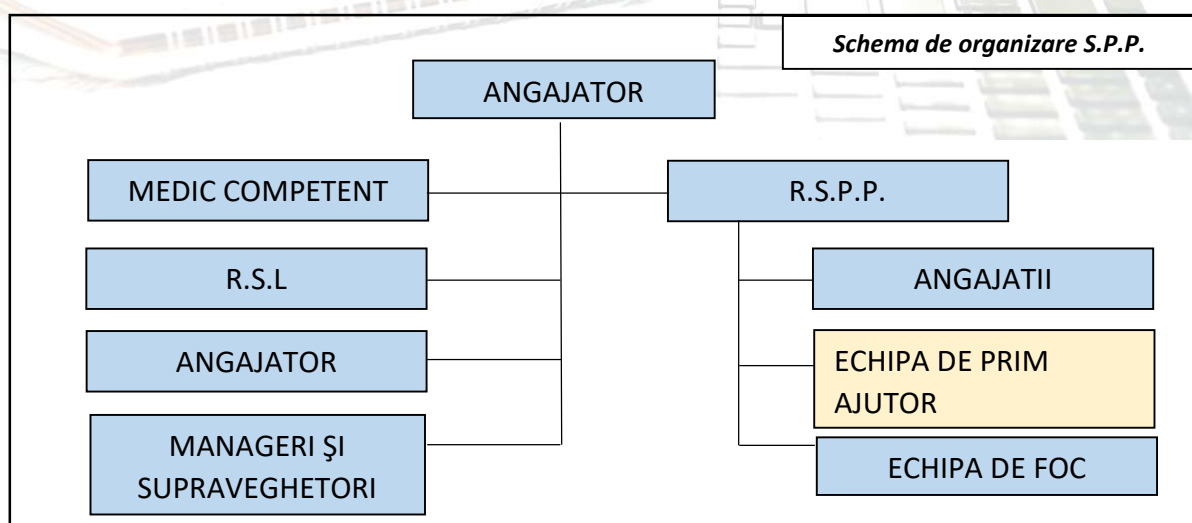 Schema de organizare S.P.P.
ANGAJATOR
MEDIC COMPETENT
R.S.P.P.
R.S.L
ANGAJATII
ANGAJATOR
ECHIPA DE PRIM
AJUTOR
MANAGERI ŞI
SUPRAVEGHETORI
ECHIPA DE FOC